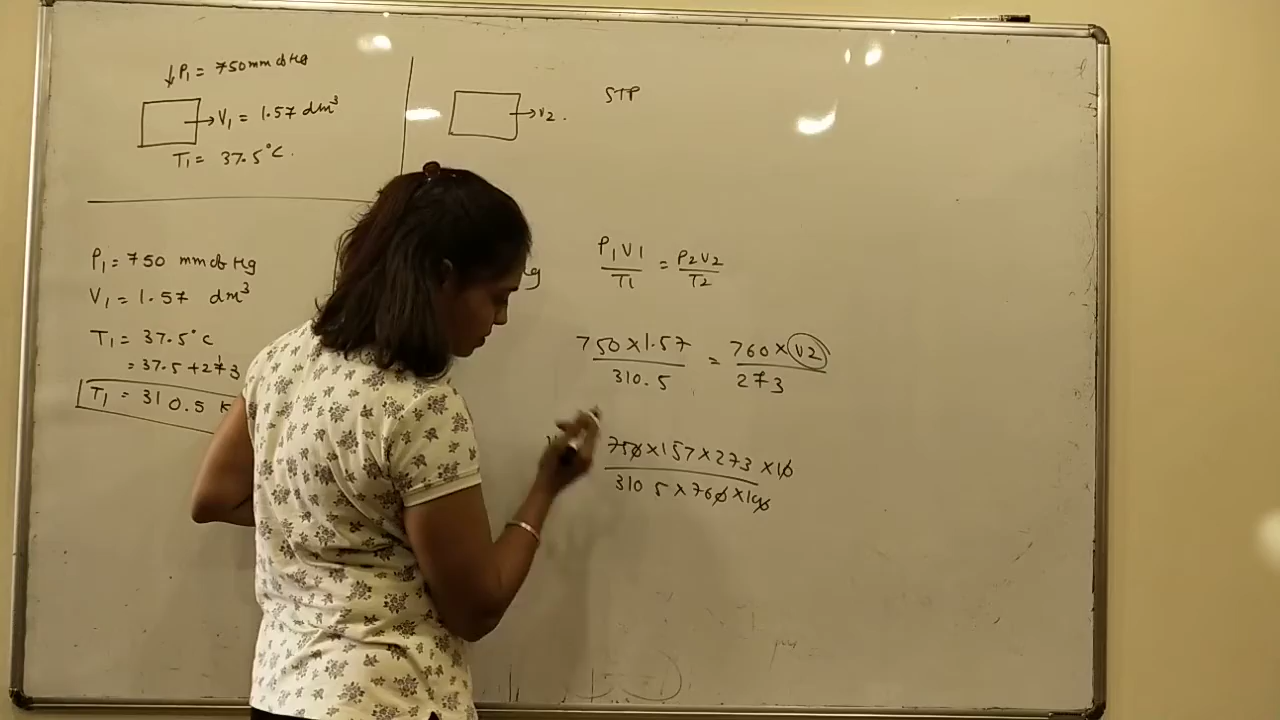 ↓P₁ = 750 mm of Hg
→ V₁ = 1.57 dm³
T₁ = 37.5°C.
→ V₂.
STP
P₁ = 750 mm of Hg
V₁ = 1.57 dm³
T₁ = 37.5°C
= 37.5 + 273
T₁ = 310.5 K
g
P₁V1 / T1 = P2V2 / T2
750 × 1.57 / 310.5 = 760 × V2 / 273
750 × 157 × 273 × 10 / 3105 × 760 × 100